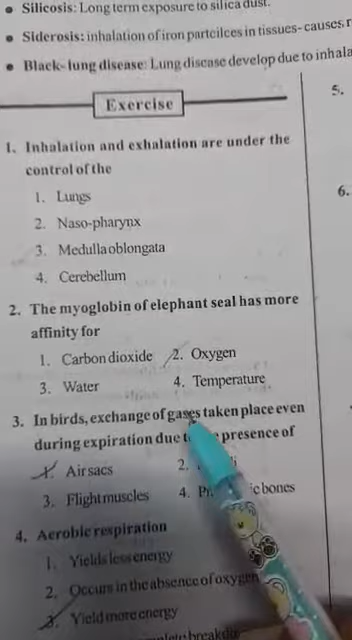 • Silicosis: Long term exposure to silica dust.
• Siderosis: inhalation of iron partcilces in tissues- causes.
• Black- lung disease: Lung disease develop due to inhala
Exercise
5.
1. Inhalation and exhalation are under the
control of the
1. Lungs
6.
2. Naso-pharynx
3. Medulla oblongata
4. Cerebellum
2. The myoglobin of elephant seal has more
affinity for
1. Carbon dioxide 2. Oxygen
3. Water 4. Temperature
3. In birds, exchange of gases taken place even
during expiration due presence of
1. Air sacs 2.
3. Flight muscles 4. bones
4. Aerobic respiration
1. Yields less energy
2. Occurs in the absence of oxygen
3. Yield more energy